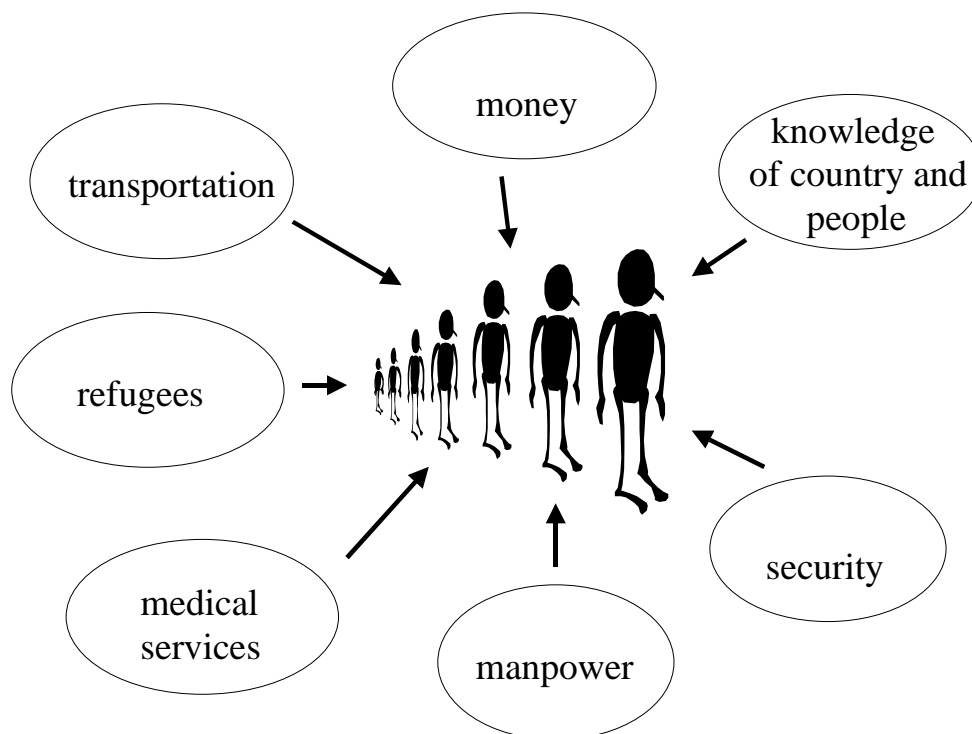 money
knowledge
of country and
people
transportation
refugees
security
medical
services
manpower